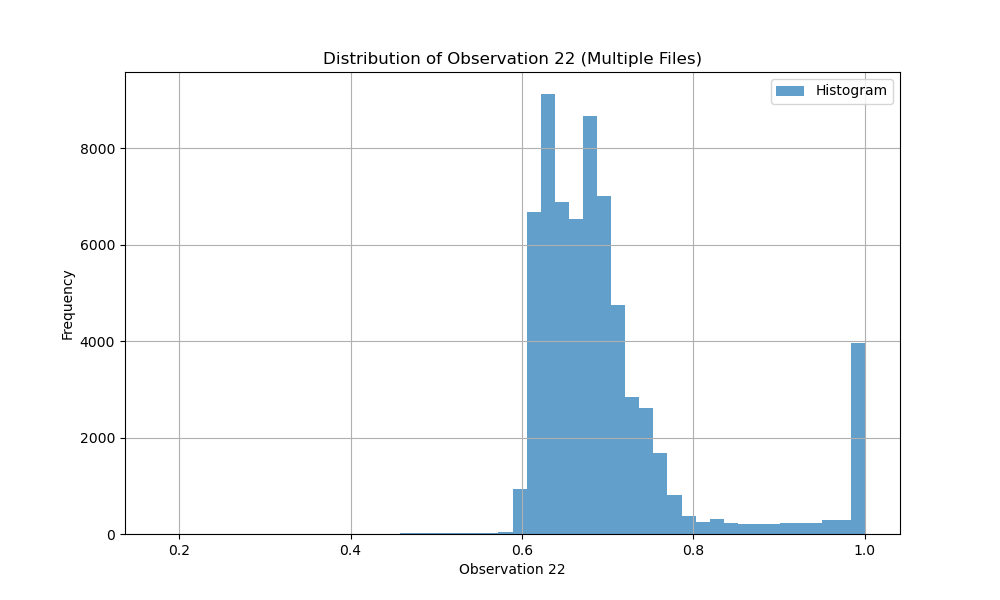 Distribution of Observation 22 (Multiple Files)
Histogram
8000
6000
4000
2000
0
Frequency
0.2 0.4 0.6 0.8 1.0
Observation 22